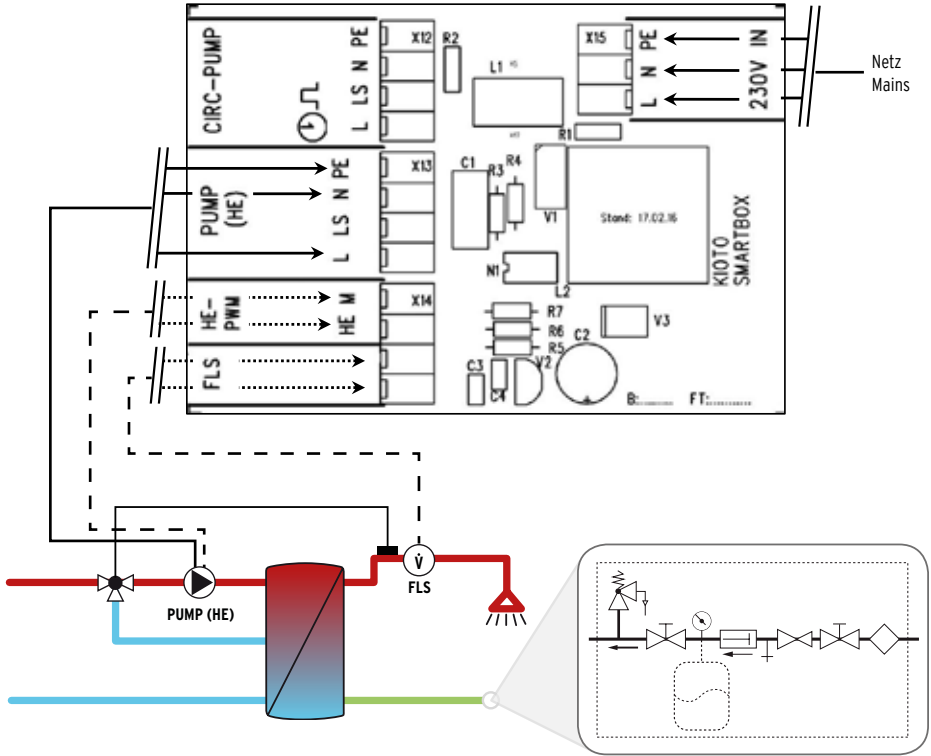 CIRC-PUMP
L LS N PE
X12
R2
L1
X15
PE
N
L
230V IN
Netz
Mains
R1
PUMP
(HE)
PE
N
LS
L
X13
C1
R3
R4
V1
Stand: 17.02.16
KIOTO
SMARTBOX
N1
L2
HE-
PWM
M
HE
X14
R7
R6
R5
V3
FLS
C3
C4
V2
C2
B:
FT:
V̇
FLS
PUMP (HE)